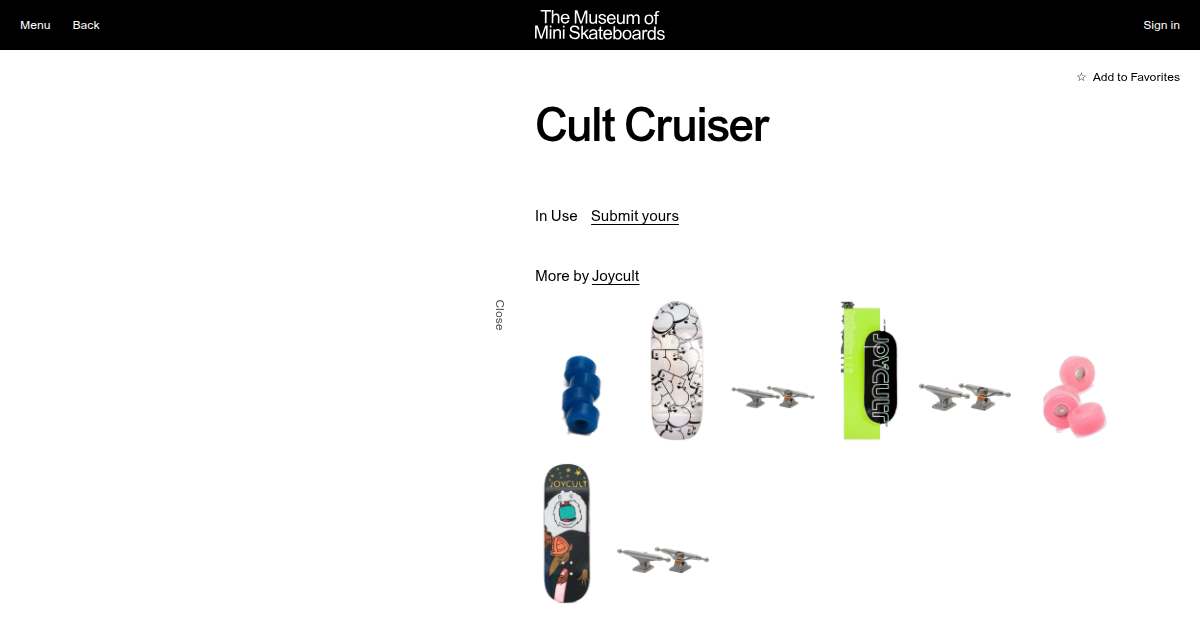 Menu
Back
The Museum of
Mini Skateboards
Sign in
☆ Add to Favorites
Cult Cruiser
In Use
Submit yours
More by Joycult
Close
JOYCULT
JOYCULT